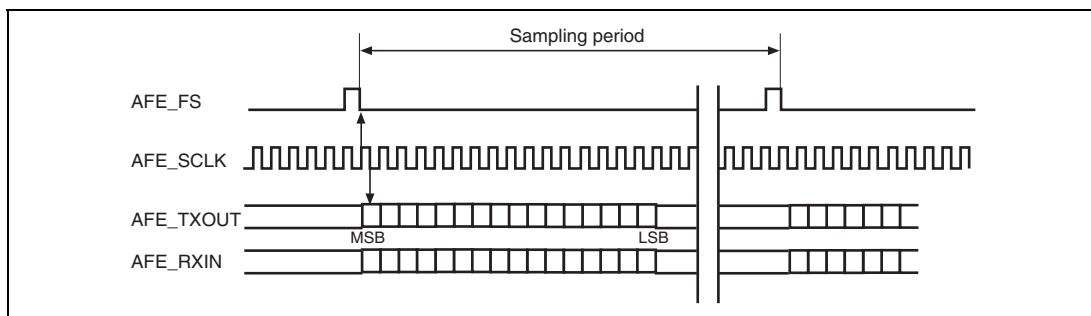 Sampling period
AFE_FS
AFE_SCLK
AFE_TXOUT
MSB LSB
AFE_RXIN